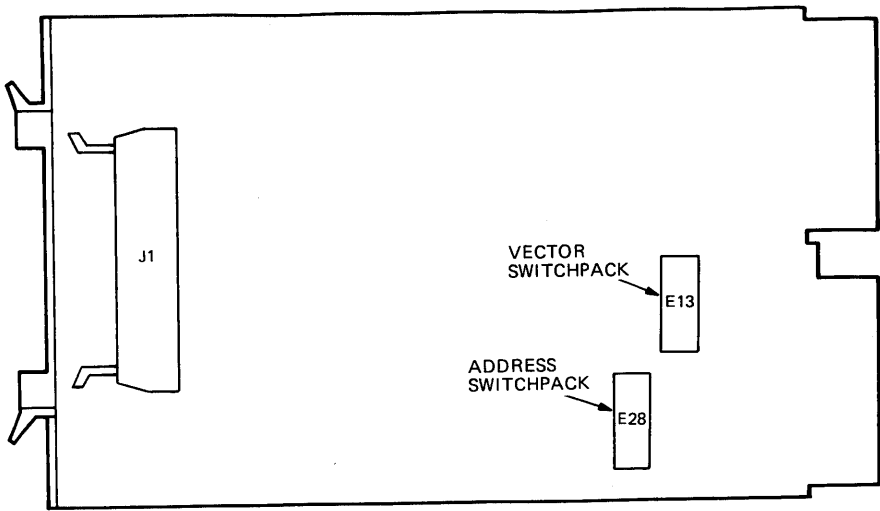 VECTOR
SWITCHPACK
J1
E13
ADDRESS
SWITCHPACK
E28